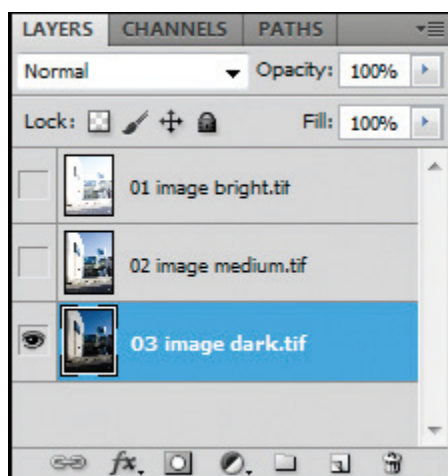 LAYERS CHANNELS PATHS
Normal Opacity: 100%
Lock: Fill: 100%
01 image bright.tif
02 image medium.tif
03 image dark.tif
fx